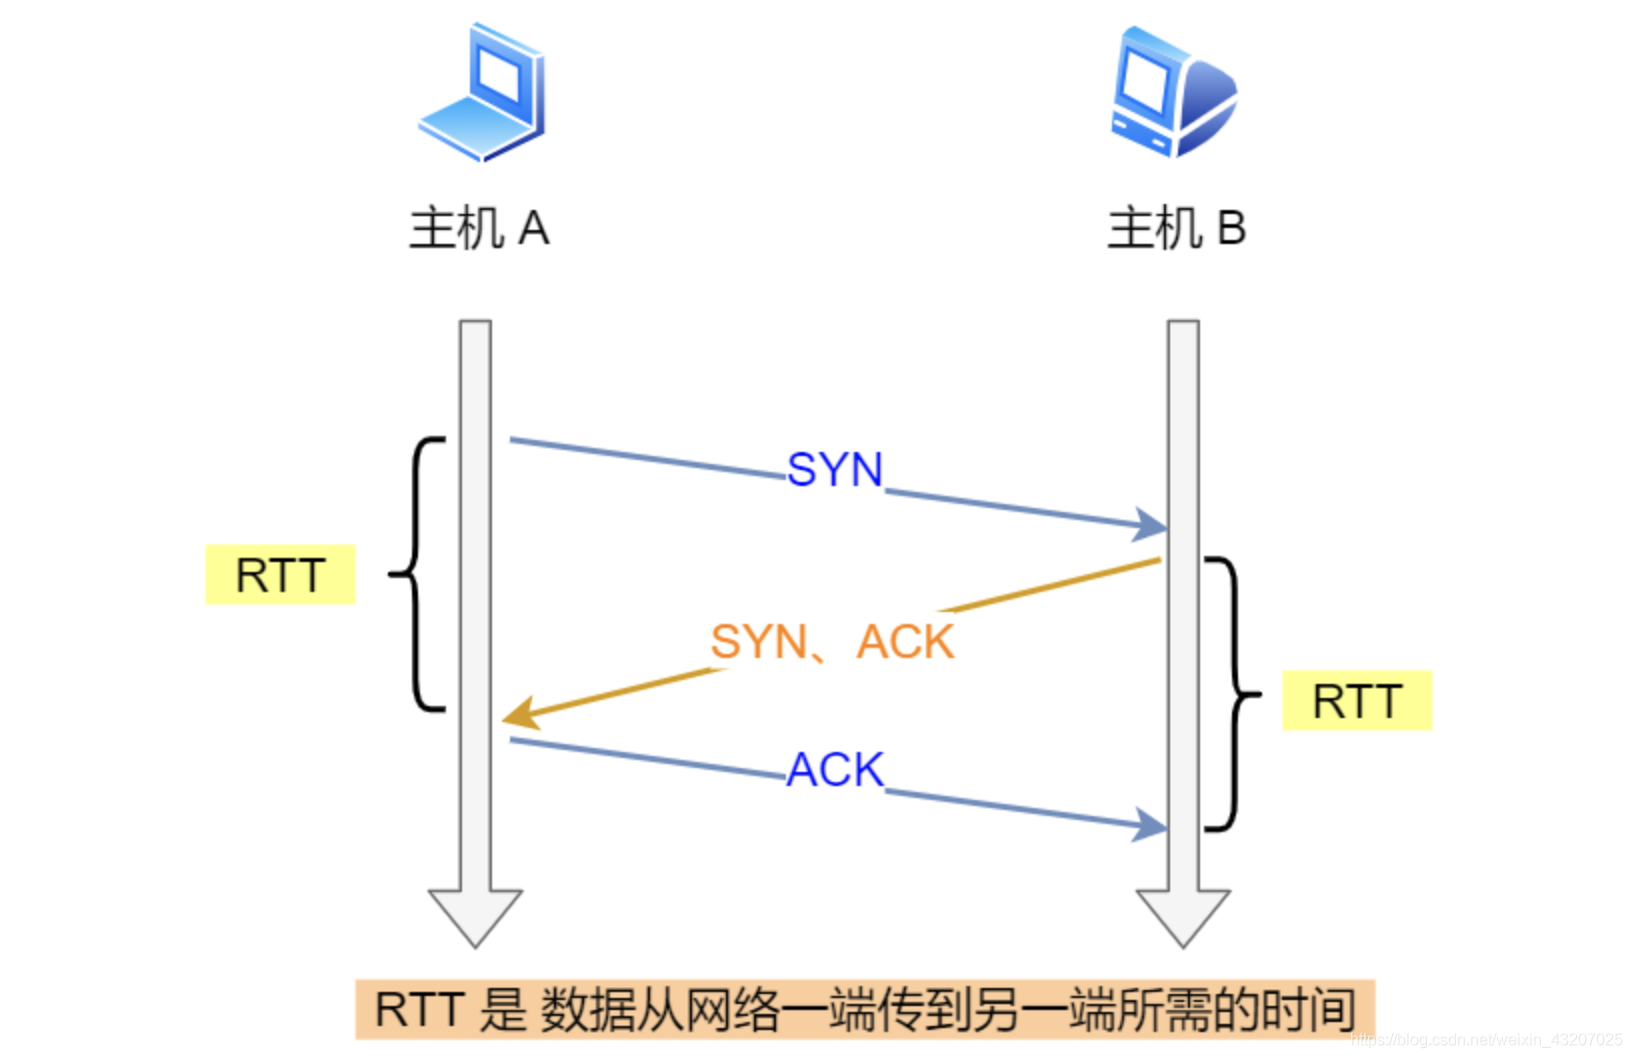 主机 A
主机 B
SYN
RTT
SYN、ACK
RTT
ACK
RTT 是 数据从网络一端传到另一端所需的时间
https://blog.csdn.net/weixin_43207025